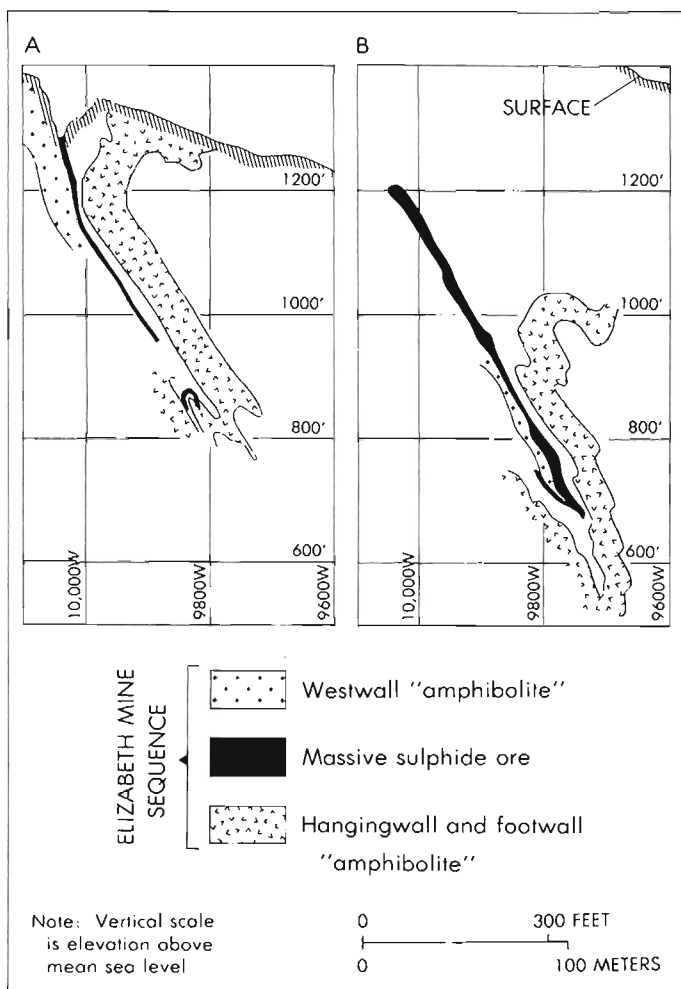 A
B
SURFACE
1200'
1200'
1000'
1000'
800'
800'
600'
600'
10,000W
9800W
9600W
10,000W
9800W
9600W
ELIZABETH MINE
SEQUENCE
Westwall "amphibolite"
Massive sulphide ore
Hangingwall and footwall
"amphibolite"
Note: Vertical scale
is elevation above
mean sea level
0 300 FEET
0 100 METERS